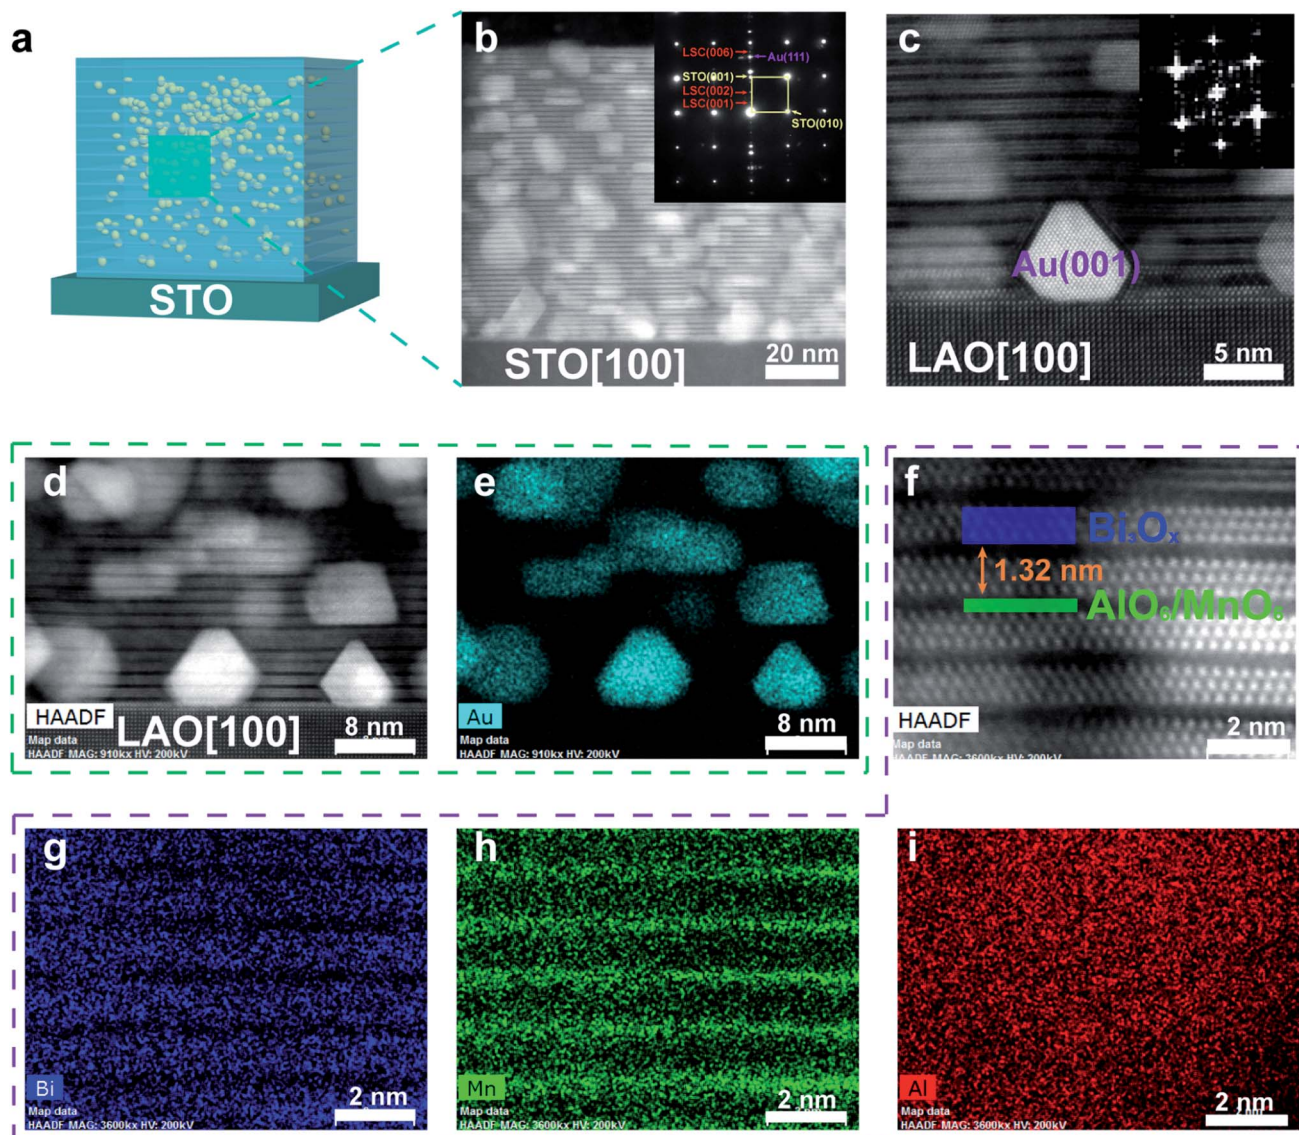 a
STO
b
LSC(006)
Au(111)
STO(001)
LSC(002)
LSC(001)
STO(010)
STO[100]
20 nm
c
Au(001)
LAO[100]
5 nm
d
HAADF
LAO[100]
8 nm
Map data
HAADF MAG: 910kx HV: 200kV
e
Au
8 nm
Map data
HAADF MAG: 910kx HV: 200kV
f
Bi₃Oₓ
1.32 nm
AlO₆/MnO₆
HAADF
2 nm
Map data
HAADF MAG: 3600kx HV: 200kV
g
Bi
2 nm
Map data
HAADF MAG: 3600kx HV: 200kV
h
Mn
2 nm
Map data
HAADF MAG: 3600kx HV: 200kV
i
Al
2 nm
Map data
HAADF MAG: 3600kx HV: 200kV